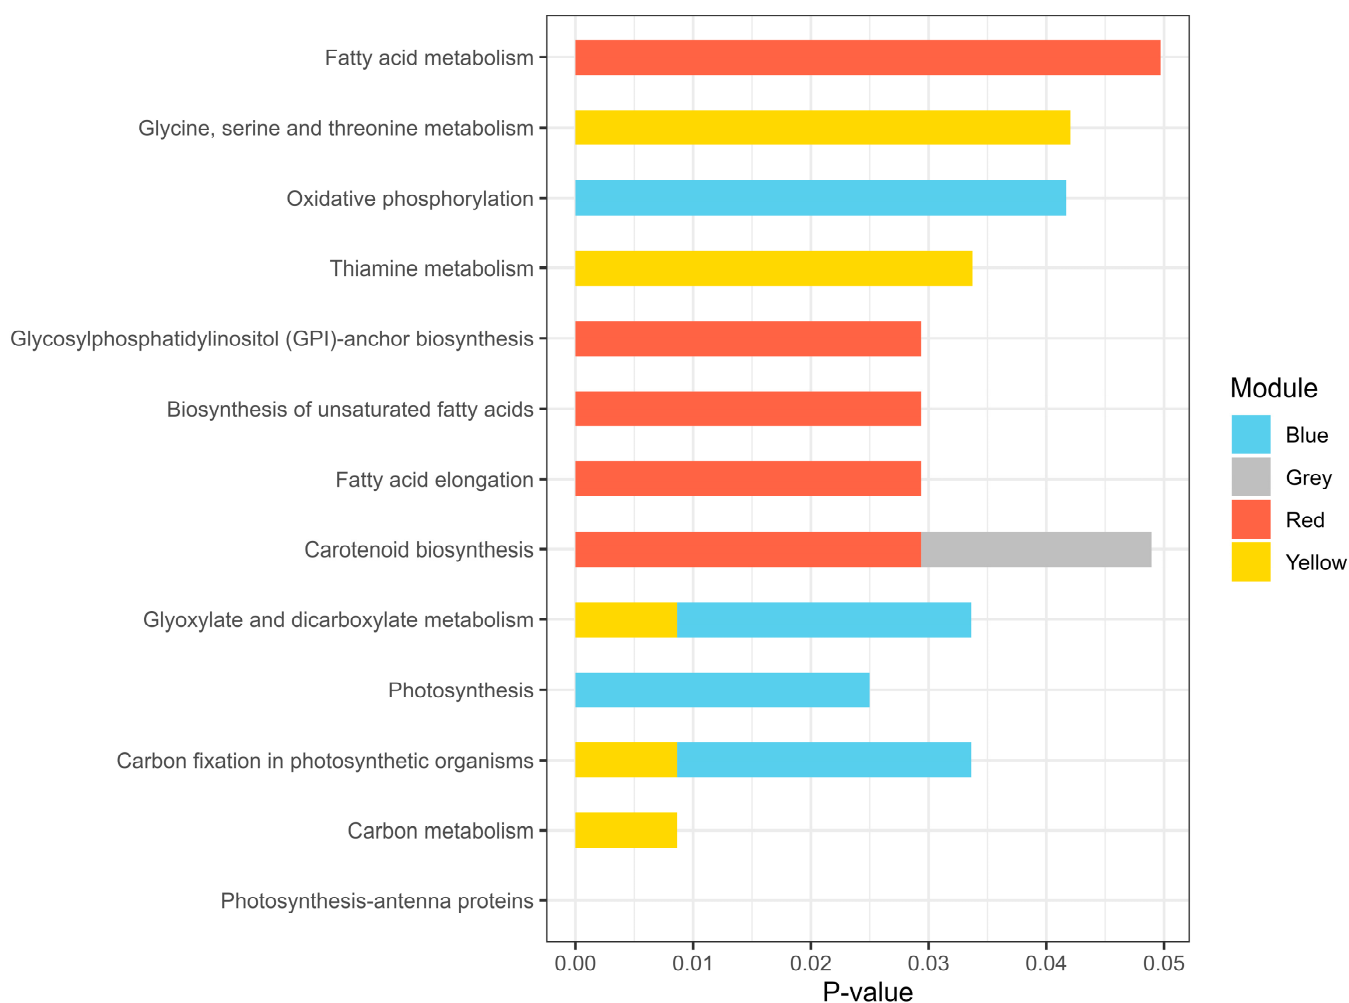 Fatty acid metabolism
Glycine, serine and threonine metabolism
Oxidative phosphorylation
Thiamine metabolism
Glycosylphosphatidylinositol (GPI)-anchor biosynthesis
Biosynthesis of unsaturated fatty acids
Fatty acid elongation
Carotenoid biosynthesis
Glyoxylate and dicarboxylate metabolism
Photosynthesis
Carbon fixation in photosynthetic organisms
Carbon metabolism
Photosynthesis-antenna proteins
0.00 0.01 0.02 0.03 0.04 0.05
P-value
Module
Blue
Grey
Red
Yellow